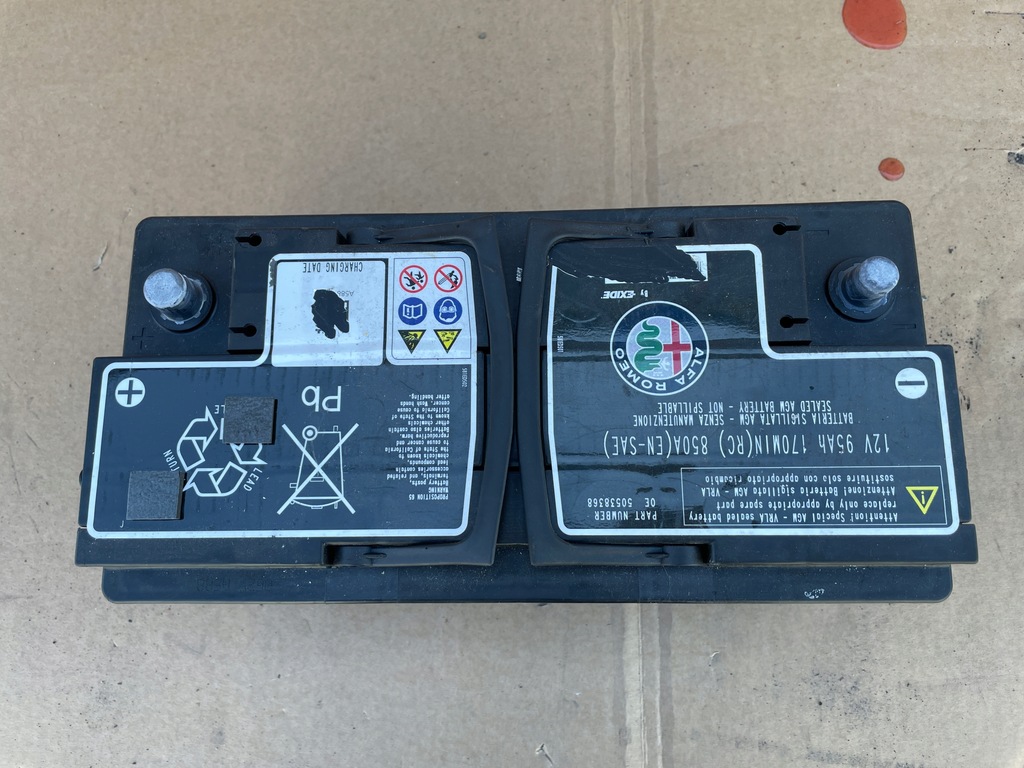 Attention! Special AGM - VRLA sealed battery
replace only by appropriate spare part
Attenzione! Batteria sigillata AGM - VRLA
sostituire solo con appropriato ricambio
PART NUMBER
OE 50538368
12V 95Ah 170MIN(RC) 850A(EN-SAE)
BATTERIA SIGILLATA AGM - SENZA MANUTENZIONE
SEALED AGM BATTERY - NOT SPILLABLE
ALFA ROMEO
By EXIDE
PROPOSITION 65
WARNING
Battery posts,
terminals, and related
accessories contain
lead compounds,
chemicals known to
the State of California
to cause cancer and
reproductive harm.
Batteries also contain
other chemicals
known to the State of
California to cause
cancer. Wash hands
after handling.
Pb
LEAD
TURN
CHARGING DATE